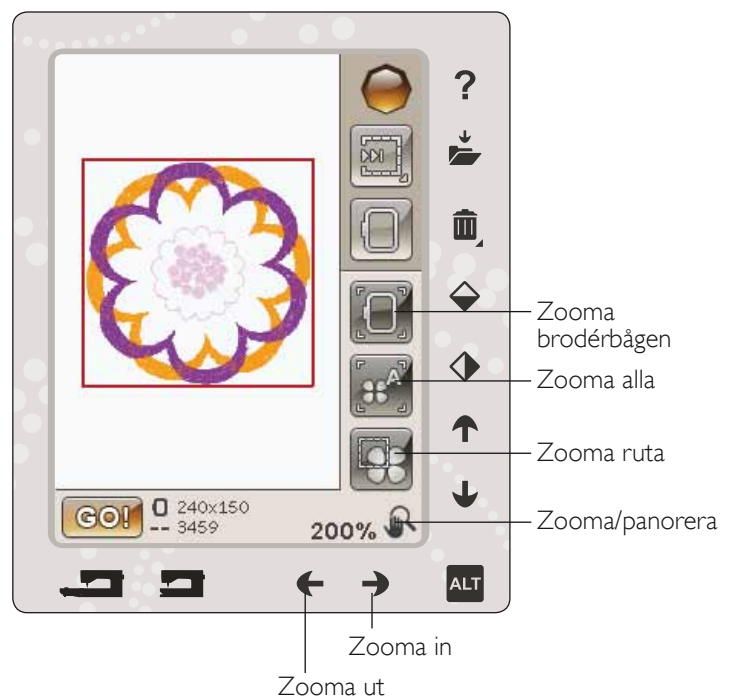 ?
A
Zooma
brodérbågen
Zooma alla
Zooma ruta
GO!
240x150
-- 3459
200%
Zooma/panorera
ALT
Zooma in
Zooma ut